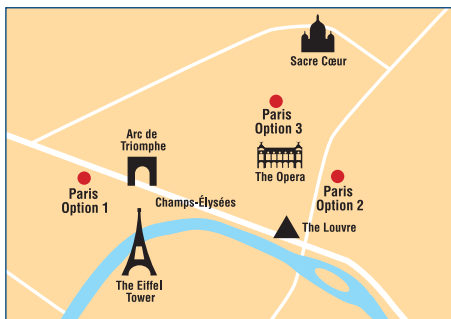 Sacre Cœur
Paris
Option 3
Arc de
Triomphe
The Opera
Paris
Option 1
Paris
Option 2
Champs-Élysées
The Louvre
The Eiffel
Tower